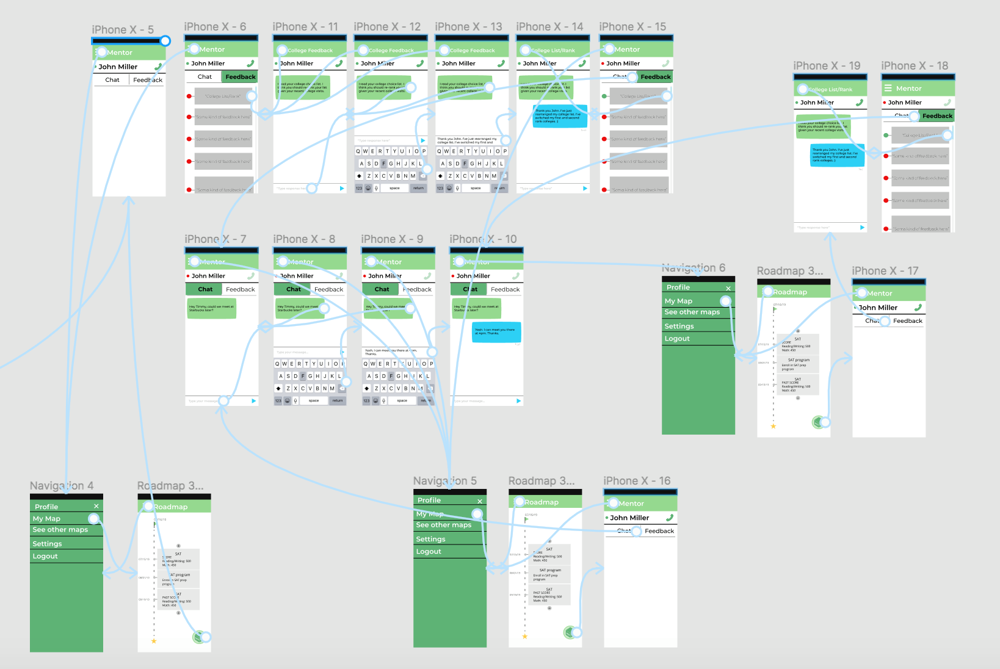 iPhone X - 5
Mentor
John Miller
Chat
Feedback
iPhone X - 6
Mentor
John Miller
Chat
Feedback
"College List/Rank"
"Some kind of feedback here"
"Some kind of feedback here"
"Some kind of feedback here"
"Some kind of feedback here"
iPhone X - 11
College Feedback
John Miller
I read your college choice list. I
think you should re-rank your list
given your recent college visits.
"Type response here"
iPhone X - 12
College Feedback
John Miller
I read your college choice list. I
think you should re-rank your list
given your recent college visits.
"Type response here"
Q W E R T Y U I O P
A S D F G H J K L
Z X C V B N M
123 space return
iPhone X - 13
College Feedback
John Miller
I read your college choice list. I
think you should re-rank your list
given your recent college visits.
Thank you John. I've just rearranged my
college list. I've switched my first and
Q W E R T Y U I O P
A S D F G H J K L
Z X C V B N M
123 space return
iPhone X - 14
College List/Rank
John Miller
I read your college choice list. I
think you should re-rank your list
given your recent college visits.
Thank you John. I've just
rearranged my college list. I've
switched my first and second
rank colleges. :)
"Type response here"
iPhone X - 15
Mentor
John Miller
Chat
Feedback
"College List/Rank"
"Some kind of feedback here"
"Some kind of feedback here"
"Some kind of feedback here"
"Some kind of feedback here"
iPhone X - 19
College List/Rank
John Miller
I read your college choice list. I
think you should re-rank your list
given your recent college visits.
Thank you John. I've just
rearranged my college list. I've
switched my first and second
rank colleges. :)
"Type response here"
iPhone X - 18
Mentor
John Miller
Chat
Feedback
"College List/Rank"
"Some kind of feedback here"
"Some kind of feedback here"
"Some kind of feedback here"
"Some kind of feedback here"
iPhone X - 7
Mentor
John Miller
Chat
Feedback
Hey Timmy, could we meet at
Starbucks later?
Type your message...
iPhone X - 8
Mentor
John Miller
Chat
Feedback
Hey Timmy, could we meet
Starbucks later?
Type your message...
Q W E R T Y U I O P
A S D F G H J K L
Z X C V B N M
123 space return
iPhone X - 9
Mentor
John Miller
Chat
Feedback
Hey Timmy, could we meet
Starbucks later?
Yeah, I can meet you there at 4pm.
Thanks.
Q W E R T Y U I O P
A S D F G H J K L
Z X C V B N M
123 space return
iPhone X - 10
Mentor
John Miller
Chat
Feedback
Hey Timmy, could we meet at
Starbucks later?
Yeah, I can meet you there
at 4pm. Thanks.
Navigation 6
Profile
My Map
See other maps
Settings
Logout
Roadmap 3...
Roadmap
07/16/19
SAT
SCORE
Reading/Writing: 500
Math: 450
07/15/19
SAT program
Enroll in SAT prep
program
08/01/19
SAT
PAST SCORE
Reading/Writing: 500
Math: 450
iPhone X - 17
Mentor
John Miller
Chat
Feedback
Navigation 4
Profile
My Map
See other maps
Settings
Logout
Roadmap 3...
Roadmap
07/16/19
SAT
SCORE
Reading/Writing: 500
Math: 450
07/15/19
SAT program
Enroll in SAT prep
program
08/01/19
SAT
PAST SCORE
Reading/Writing: 500
Math: 450
Navigation 5
Profile
My Map
See other maps
Settings
Logout
Roadmap 3...
Roadmap
07/16/19
SAT
SCORE
Reading/Writing: 500
Math: 450
07/15/19
SAT program
Enroll in SAT prep
program
08/01/19
SAT
PAST SCORE
Reading/Writing: 500
Math: 450
iPhone X - 16
Mentor
John Miller
Chat
Feedback